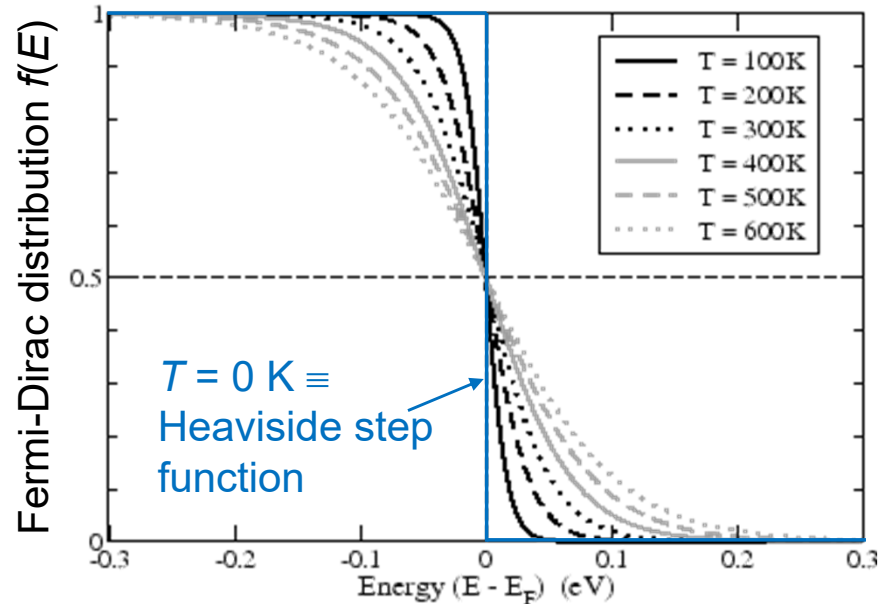 Fermi-Dirac distribution f(E)
1
0.5
0
T = 100K
T = 200K
T = 300K
T = 400K
T = 500K
T = 600K
T = 0 K ≡
Heaviside step
function
-0.3
-0.2
-0.1
0
0.1
0.2
0.3
Energy (E - E_F) (eV)